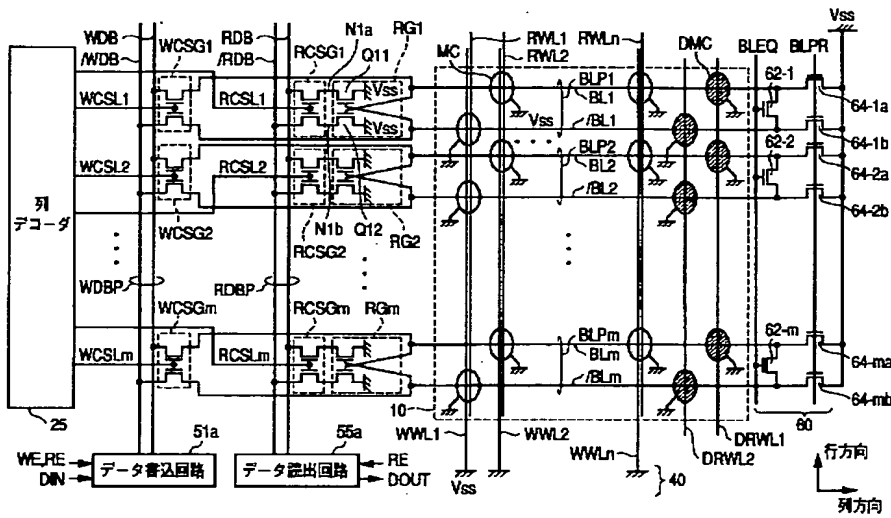 WDB
/WDB
WCSG1
RDB
/RDB
RCSG1
N1a
Q11
RG1
RWL1
RWL2
RWLn
MC
DMC
BLEQ
BLPR
Vss
列
デコーダ
25
WCSL1
RCSL1
Vss
Vss
BLP1
BL1
/BL1
Vss
62-1
64-1a
64-1b
WCSL2
RCSL2
WCSG2
RCSG2
N1b
Q12
RG2
BLP2
BL2
/BL2
62-2
64-2a
64-2b
WDBP
RDBP
WCSGm
RCSGm
RGm
WCSLm
RCSLm
BLPm
BLm
/BLm
62-m
64-ma
64-mb
10
60
WWL1
WWL2
WWLn
DRWL2
DRWL1
Vss
40
51a
55a
WE,RE
DIN
データ書込回路
データ読出回路
RE
DOUT
行方向
列方向